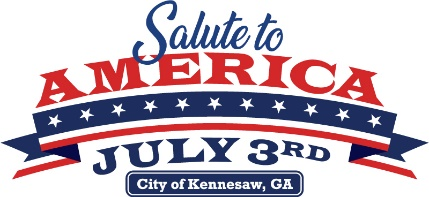 Salute to
AMERICA
JULY 3RD
City of Kennesaw, GA